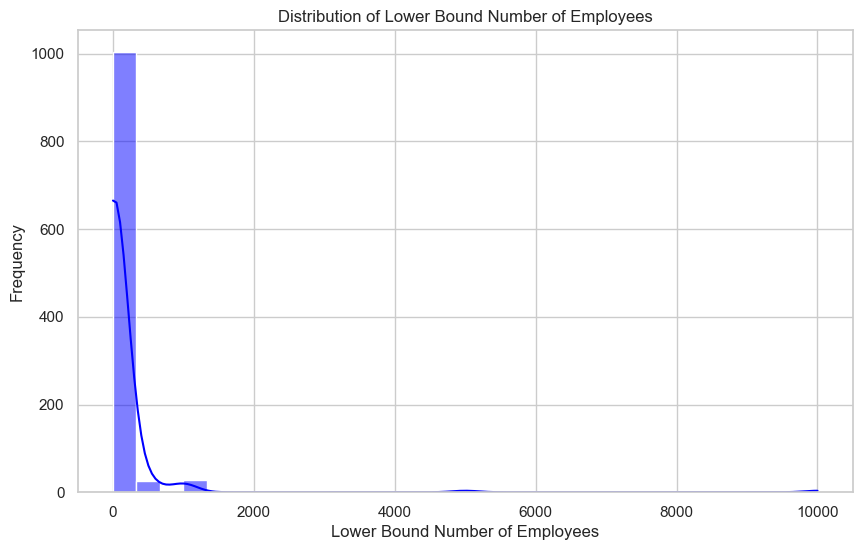 Distribution of Lower Bound Number of Employees
1000
800
600
400
200
0
Frequency
0 2000 4000 6000 8000 10000
Lower Bound Number of Employees